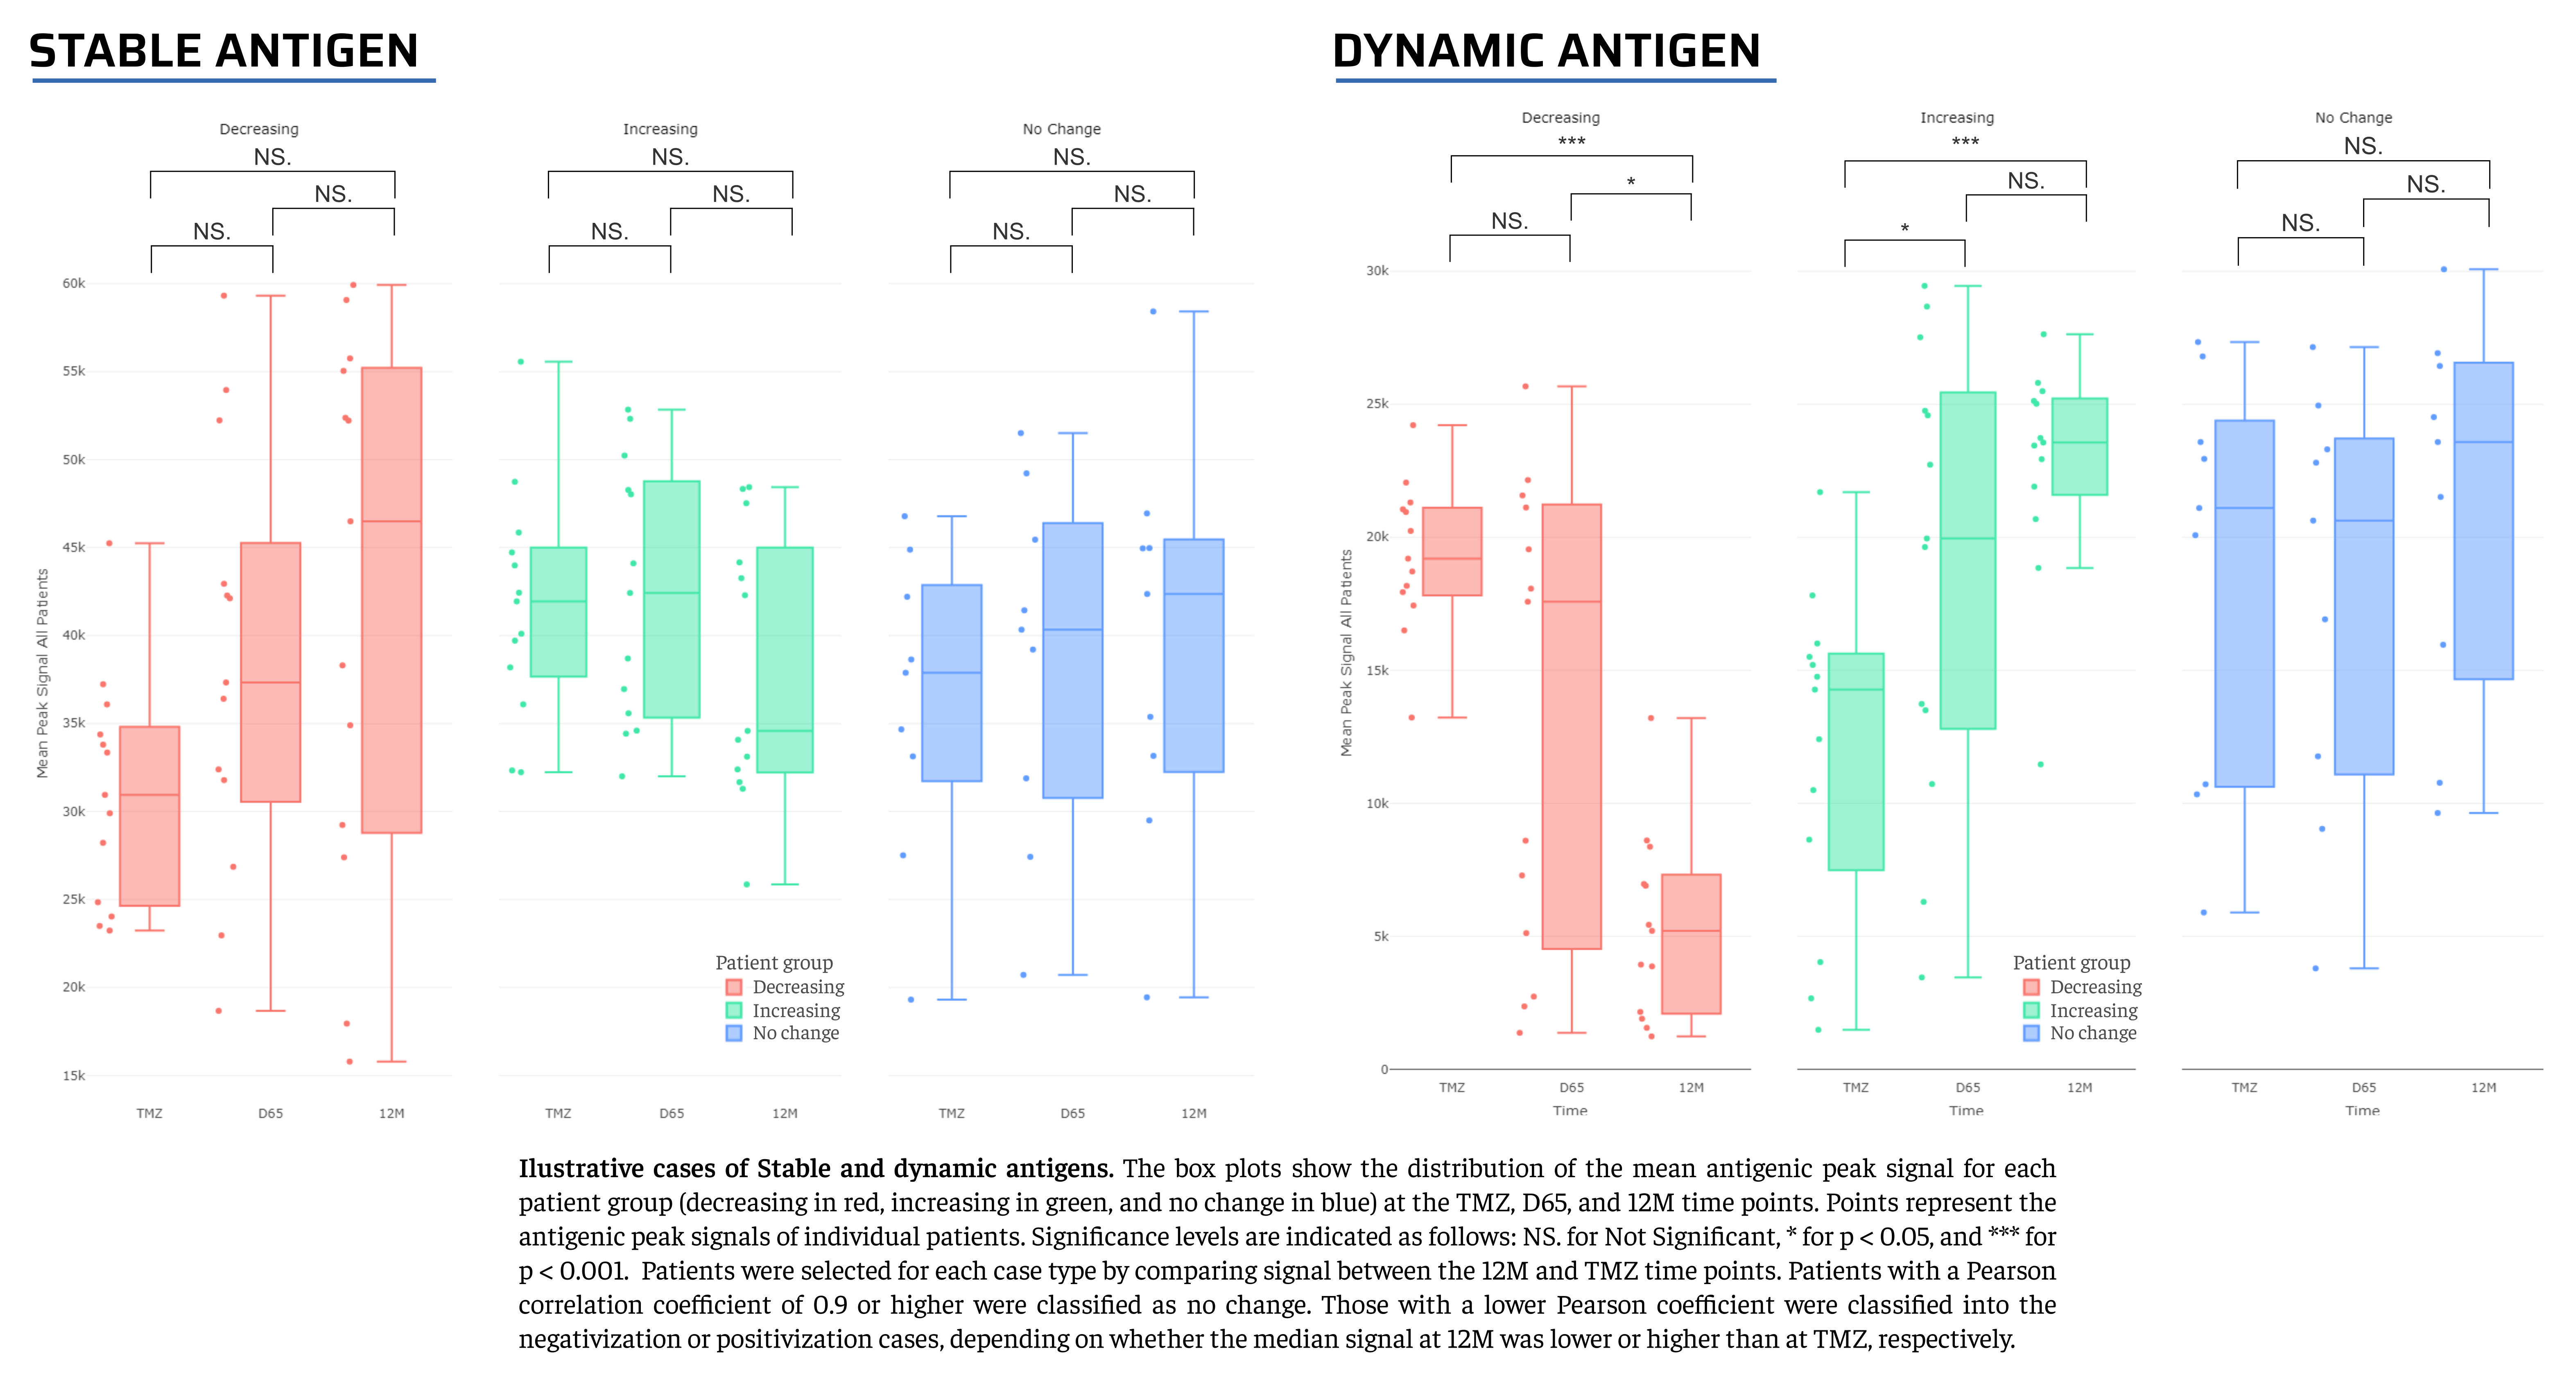 STABLE ANTIGEN
DYNAMIC ANTIGEN
Decreasing
NS.
NS.
NS.
Increasing
NS.
NS.
NS.
No Change
NS.
NS.
NS.
Mean Peak Signal All Patients
60k
55k
50k
45k
40k
35k
30k
25k
20k
15k
TMZ D65 12M
TMZ D65 12M
TMZ D65 12M
Patient group
Decreasing
Increasing
No change
Decreasing
***
*
NS.
Increasing
***
NS.
*
No Change
NS.
NS.
NS.
Mean Peak Signal All Patients
30k
25k
20k
15k
10k
5k
0
TMZ D65 12M
Time
TMZ D65 12M
Time
TMZ D65 12M
Time
Patient group
Decreasing
Increasing
No change
Ilustrative cases of Stable and dynamic antigens. The box plots show the distribution of the mean antigenic peak signal for each
patient group (decreasing in red, increasing in green, and no change in blue) at the TMZ, D65, and 12M time points. Points represent the
antigenic peak signals of individual patients. Significance levels are indicated as follows: NS. for Not Significant, * for p < 0.05, and *** for
p < 0.001. Patients were selected for each case type by comparing signal between the 12M and TMZ time points. Patients with a Pearson
correlation coefficient of 0.9 or higher were classified as no change. Those with a lower Pearson coefficient were classified into the
negativization or positivization cases, depending on whether the median signal at 12M was lower or higher than at TMZ, respectively.